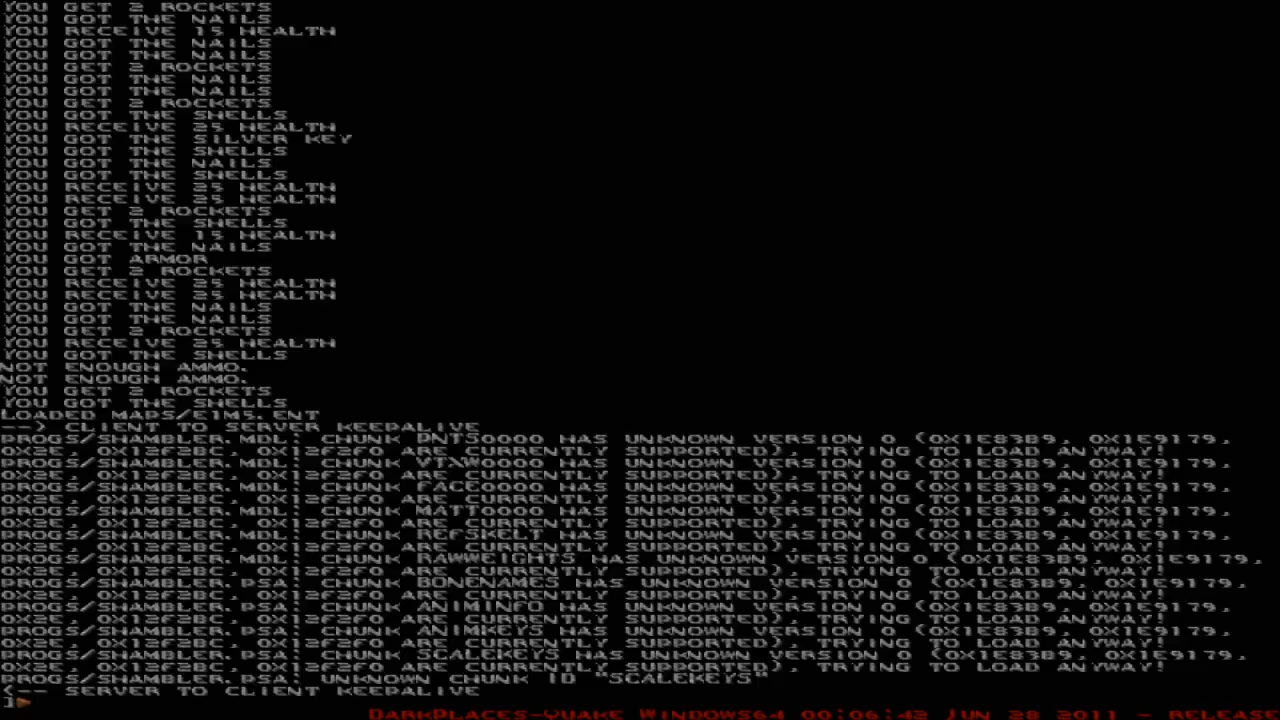 YOU GET 2 ROCKETS
YOU GOT THE NAILS
YOU RECEIVE 15 HEALTH
YOU GOT THE NAILS
YOU GOT THE NAILS
YOU GET 2 ROCKETS
YOU GOT THE NAILS
YOU GOT THE NAILS
YOU GET 2 ROCKETS
YOU GOT THE SHELLS
YOU RECEIVE 25 HEALTH
YOU GOT THE SILVER KEY
YOU GOT THE SHELLS
YOU GOT THE NAILS
YOU GOT THE SHELLS
YOU RECEIVE 25 HEALTH
YOU RECEIVE 25 HEALTH
YOU GET 2 ROCKETS
YOU GOT THE SHELLS
YOU RECEIVE 15 HEALTH
YOU GOT THE NAILS
YOU GOT ARMOR
YOU GET 2 ROCKETS
YOU RECEIVE 25 HEALTH
YOU RECEIVE 25 HEALTH
YOU GOT THE NAILS
YOU GOT THE NAILS
YOU GET 2 ROCKETS
YOU RECEIVE 25 HEALTH
YOU GOT THE SHELLS
NOT ENOUGH AMMO.
NOT ENOUGH AMMO.
YOU GET 2 ROCKETS
YOU GOT THE SHELLS
LOADED MAPS/E1M5.ENT
--> CLIENT TO SERVER KEEPALIVE
PROGS/SHAMBLER.MDL: CHUNK PNTS0000 HAS UNKNOWN VERSION 0 (0X1E83B9, 0X1E9179,
0X2E, 0X12F2BC, 0X12F2F0 ARE CURRENTLY SUPPORTED), TRYING TO LOAD ANYWAY!
PROGS/SHAMBLER.MDL: CHUNK VTXW0000 HAS UNKNOWN VERSION 0 (0X1E83B9, 0X1E9179,
0X2E, 0X12F2BC, 0X12F2F0 ARE CURRENTLY SUPPORTED), TRYING TO LOAD ANYWAY!
PROGS/SHAMBLER.MDL: CHUNK FACE0000 HAS UNKNOWN VERSION 0 (0X1E83B9, 0X1E9179,
0X2E, 0X12F2BC, 0X12F2F0 ARE CURRENTLY SUPPORTED), TRYING TO LOAD ANYWAY!
PROGS/SHAMBLER.MDL: CHUNK MATT0000 HAS UNKNOWN VERSION 0 (0X1E83B9, 0X1E9179,
0X2E, 0X12F2BC, 0X12F2F0 ARE CURRENTLY SUPPORTED), TRYING TO LOAD ANYWAY!
PROGS/SHAMBLER.MDL: CHUNK REFSKELT HAS UNKNOWN VERSION 0 (0X1E83B9, 0X1E9179,
0X2E, 0X12F2BC, 0X12F2F0 ARE CURRENTLY SUPPORTED), TRYING TO LOAD ANYWAY!
PROGS/SHAMBLER.MDL: CHUNK RAWWEIGHTS HAS UNKNOWN VERSION 0 (0X1E83B9, 0X1E9179,
0X2E, 0X12F2BC, 0X12F2F0 ARE CURRENTLY SUPPORTED), TRYING TO LOAD ANYWAY!
PROGS/SHAMBLER.PSA: CHUNK BONENAMES HAS UNKNOWN VERSION 0 (0X1E83B9, 0X1E9179,
0X2E, 0X12F2BC, 0X12F2F0 ARE CURRENTLY SUPPORTED), TRYING TO LOAD ANYWAY!
PROGS/SHAMBLER.PSA: CHUNK ANIMINFO HAS UNKNOWN VERSION 0 (0X1E83B9, 0X1E9179,
0X2E, 0X12F2BC, 0X12F2F0 ARE CURRENTLY SUPPORTED), TRYING TO LOAD ANYWAY!
PROGS/SHAMBLER.PSA: CHUNK ANIMKEYS HAS UNKNOWN VERSION 0 (0X1E83B9, 0X1E9179,
0X2E, 0X12F2BC, 0X12F2F0 ARE CURRENTLY SUPPORTED), TRYING TO LOAD ANYWAY!
PROGS/SHAMBLER.PSA: CHUNK SCALEKEYS HAS UNKNOWN VERSION 0 (0X1E83B9, 0X1E9179,
0X2E, 0X12F2BC, 0X12F2F0 ARE CURRENTLY SUPPORTED), TRYING TO LOAD ANYWAY!
PROGS/SHAMBLER.PSA: UNKNOWN CHUNK ID "SCALEKEYS"
<-- SERVER TO CLIENT KEEPALIVE
]
DARKPLACES-QUAKE WINDOWS64 00:06:42 JUN 28 2011 - RELEASE